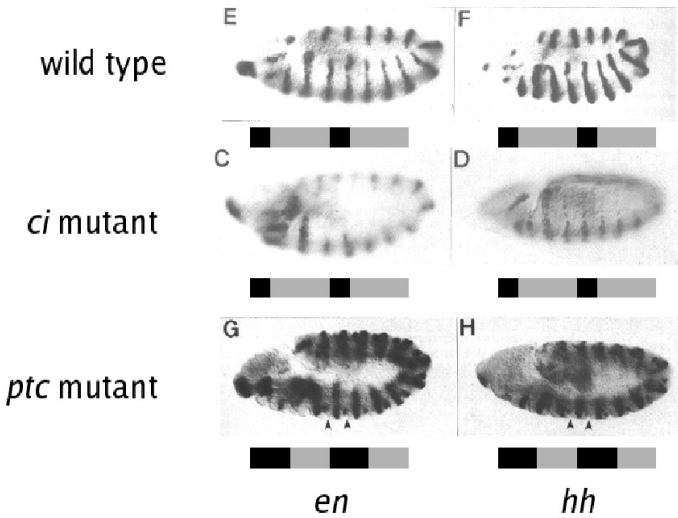 E F
wild type
C D
ci mutant
G H
ptc mutant
en hh